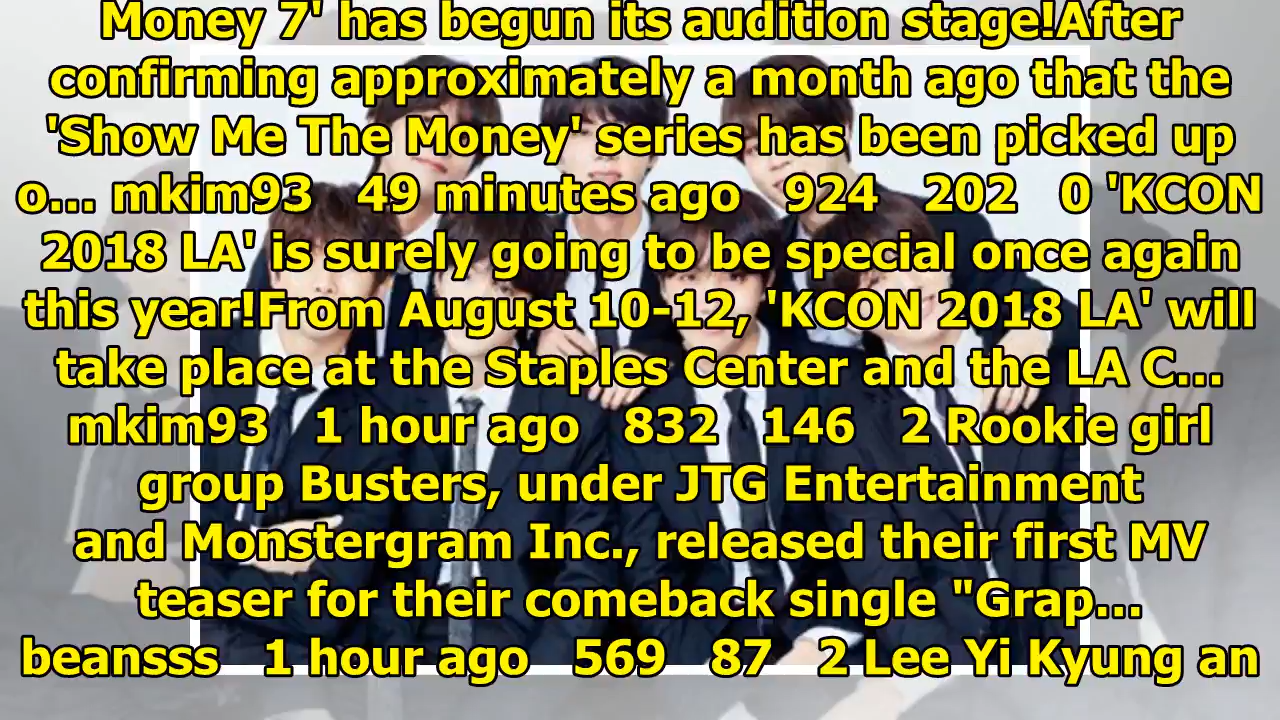 Money 7' has begun its audition stage!After
confirming approximately a month ago that the
'Show Me The Money' series has been picked up
o... mkim93 49 minutes ago 924 202 0 'KCON
2018 LA' is surely going to be special once again
this year!From August 10-12, 'KCON 2018 LA' will
take place at the Staples Center and the LA C...
mkim93 1 hour ago 832 146 2 Rookie girl
group Busters, under JTG Entertainment
and Monstergram Inc., released their first MV
teaser for their comeback single "Grap...
beansss 1 hour ago 569 87 2 Lee Yi Kyung an